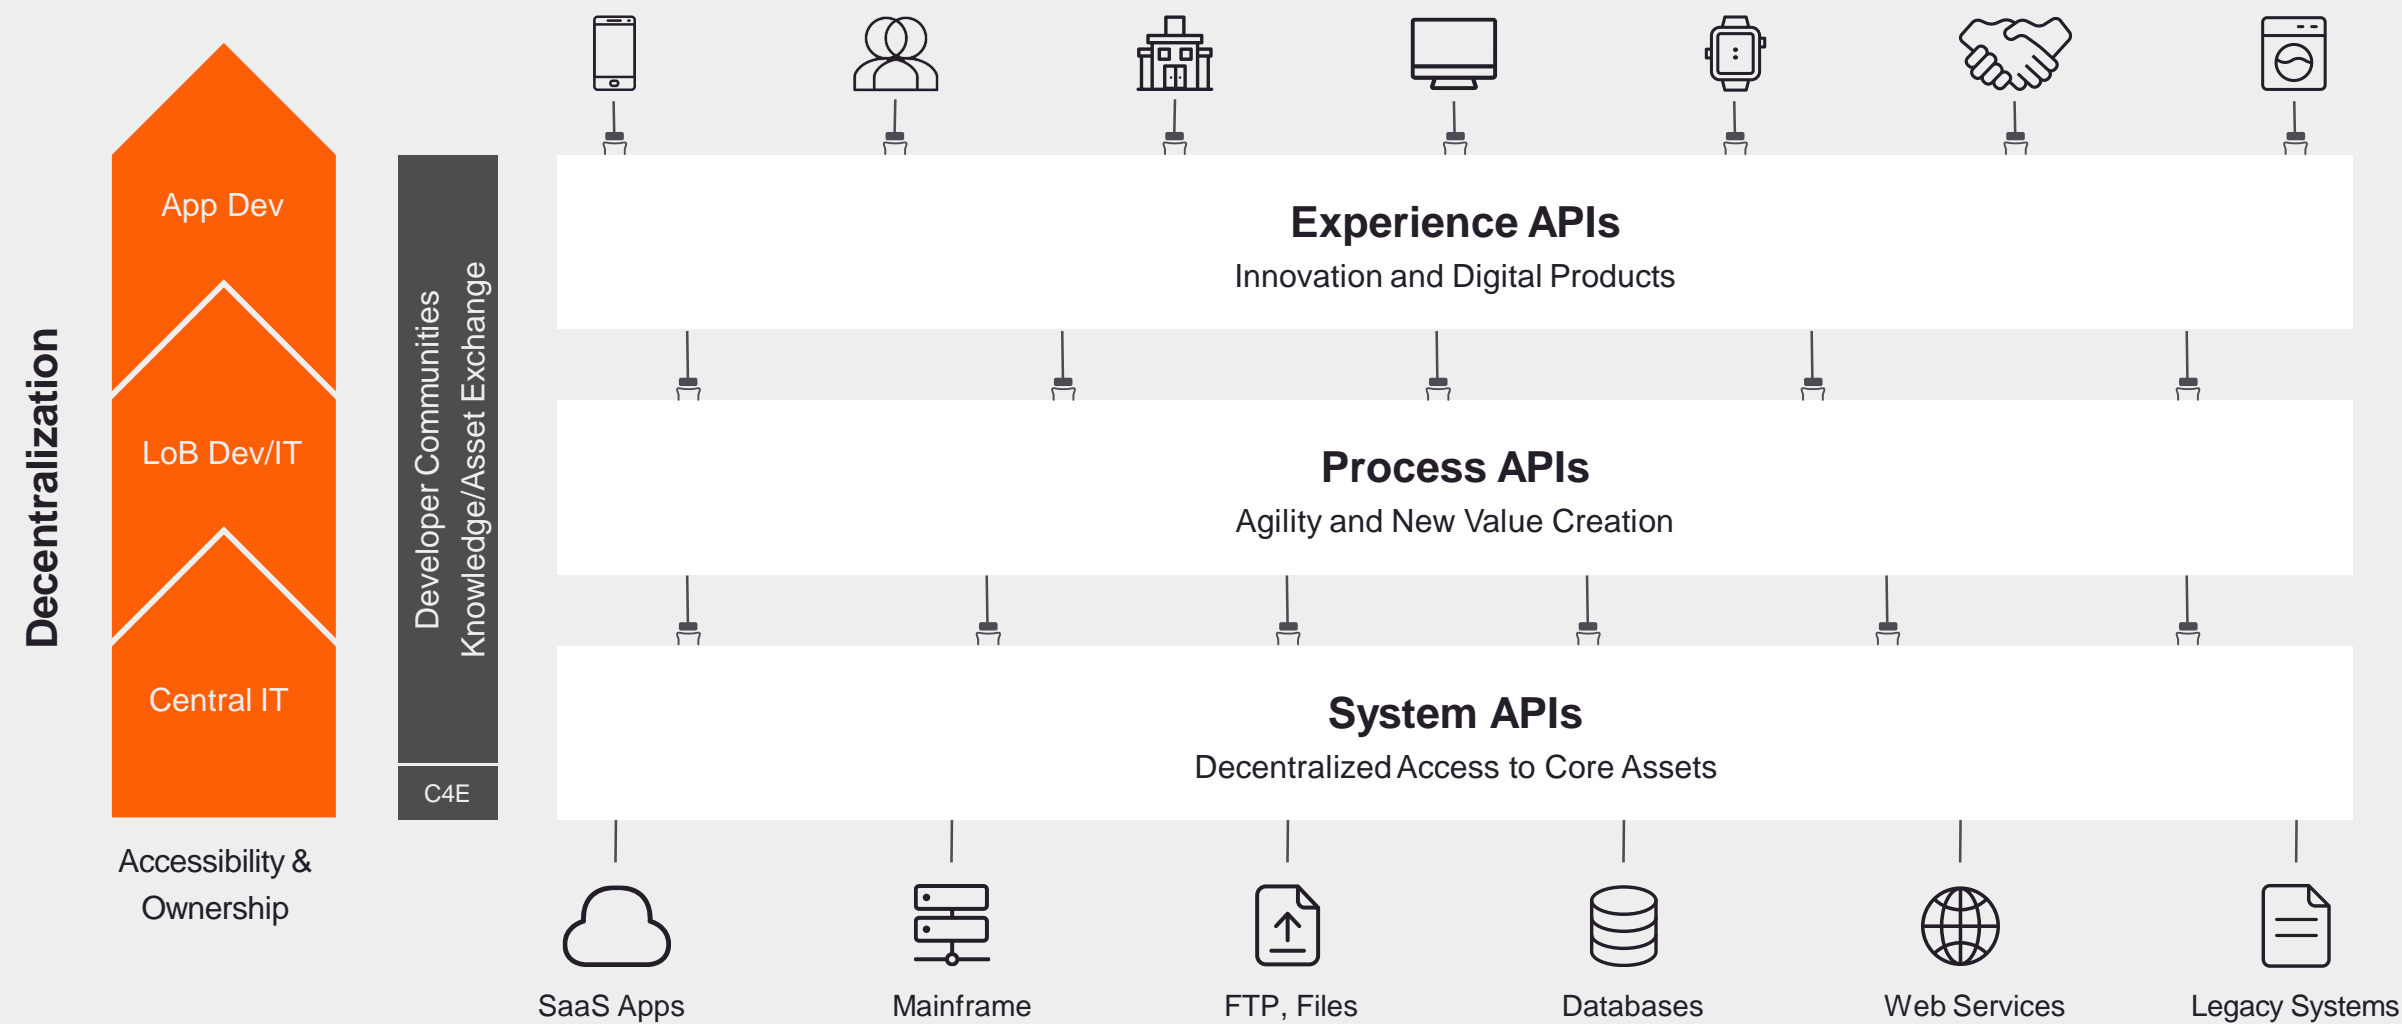 Decentralization
App Dev
LoB Dev/IT
Central IT
Accessibility &
Ownership
Developer Communities
Knowledge/Asset Exchange
C4E
Experience APIs
Innovation and Digital Products
Process APIs
Agility and New Value Creation
System APIs
Decentralized Access to Core Assets
SaaS Apps
Mainframe
FTP, Files
Databases
Web Services
Legacy Systems